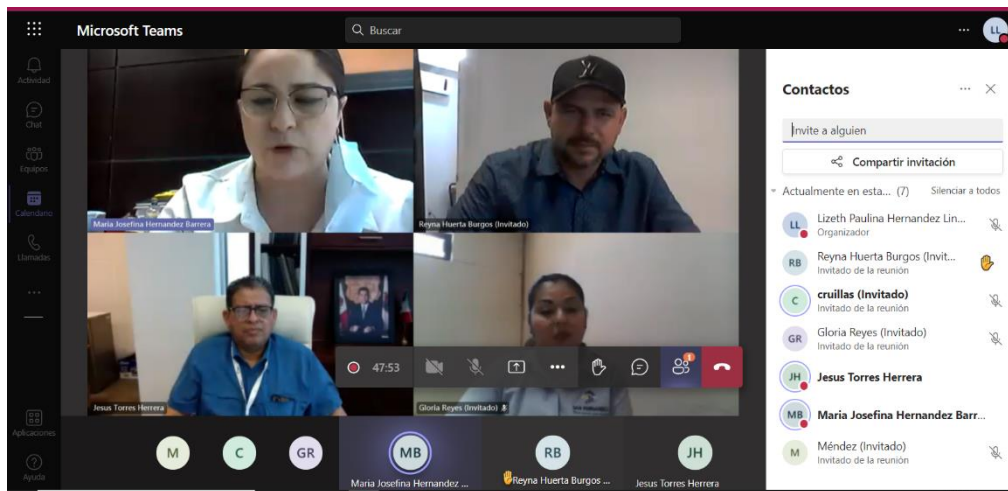 Microsoft Teams
Buscar
LL
Actividad
Chat
Equipos
Calendario
Llamadas
Aplicaciones
Ayuda
Maria Josefina Hernandez Barrera
Reyna Huerta Burgos (Invitado)
Jesus Torres Herrera
Gloria Reyes (Invitado)
47:53
1
M
C
GR
MB
Maria Josefina Hernandez ...
RB
Reyna Huerta Burgos ...
JH
Jesus Torres Herrera
Contactos
Invite a alguien
Compartir invitación
Actualmente en esta... (7) Silenciar a todos
LL Lizeth Paulina Hernandez Lin...
Organizador
RB Reyna Huerta Burgos (Invit...
Invitado de la reunión
C cruillas (Invitado)
Invitado de la reunión
GR Gloria Reyes (Invitado)
Invitado de la reunión
JH Jesus Torres Herrera
MB Maria Josefina Hernandez Barr...
M Méndez (Invitado)
Invitado de la reunión